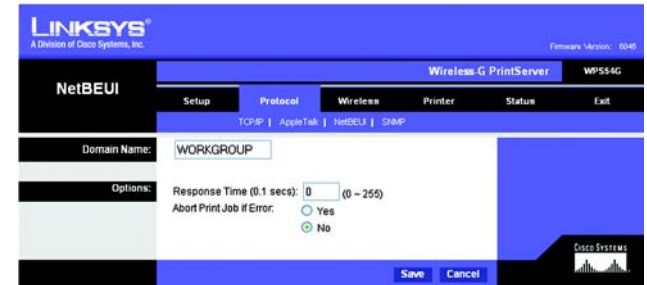 LINKSYS®
A Division of Cisco Systems, Inc.
Firmware Version: 6046
NetBEUI
Wireless-G PrintServer WPS54G
Setup Protocol Wireless Printer Status Exit
TCP/IP | AppleTalk | NetBEUI | SNMP
Domain Name: WORKGROUP
Options: Response Time (0.1 secs): 0 (0 ~ 255)
Abort Print Job if Error: Yes
No
Save Cancel
CISCO SYSTEMS